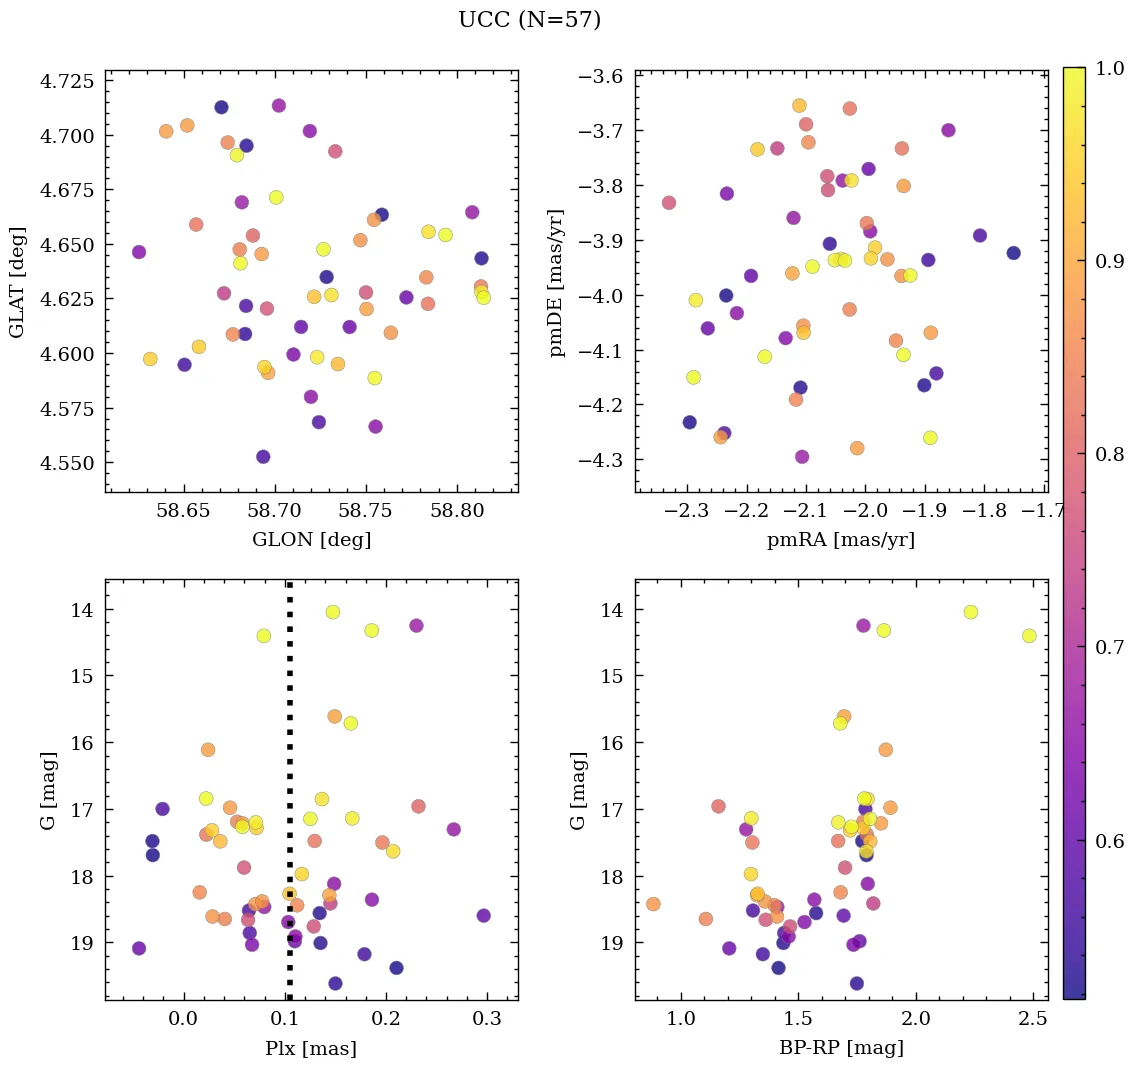 UCC (N=57)
4.725
4.700
4.675
4.650
4.625
4.600
4.575
4.550
GLAT [deg]
58.65 58.70 58.75 58.80
GLON [deg]
−3.6
−3.7
−3.8
−3.9
−4.0
−4.1
−4.2
−4.3
pmDE [mas/yr]
−2.3 −2.2 −2.1 −2.0 −1.9 −1.8 −1.7
pmRA [mas/yr]
1.0
0.9
0.8
0.7
0.6
14
15
16
17
18
19
G [mag]
0.0 0.1 0.2 0.3
Plx [mas]
14
15
16
17
18
19
G [mag]
1.0 1.5 2.0 2.5
BP-RP [mag]